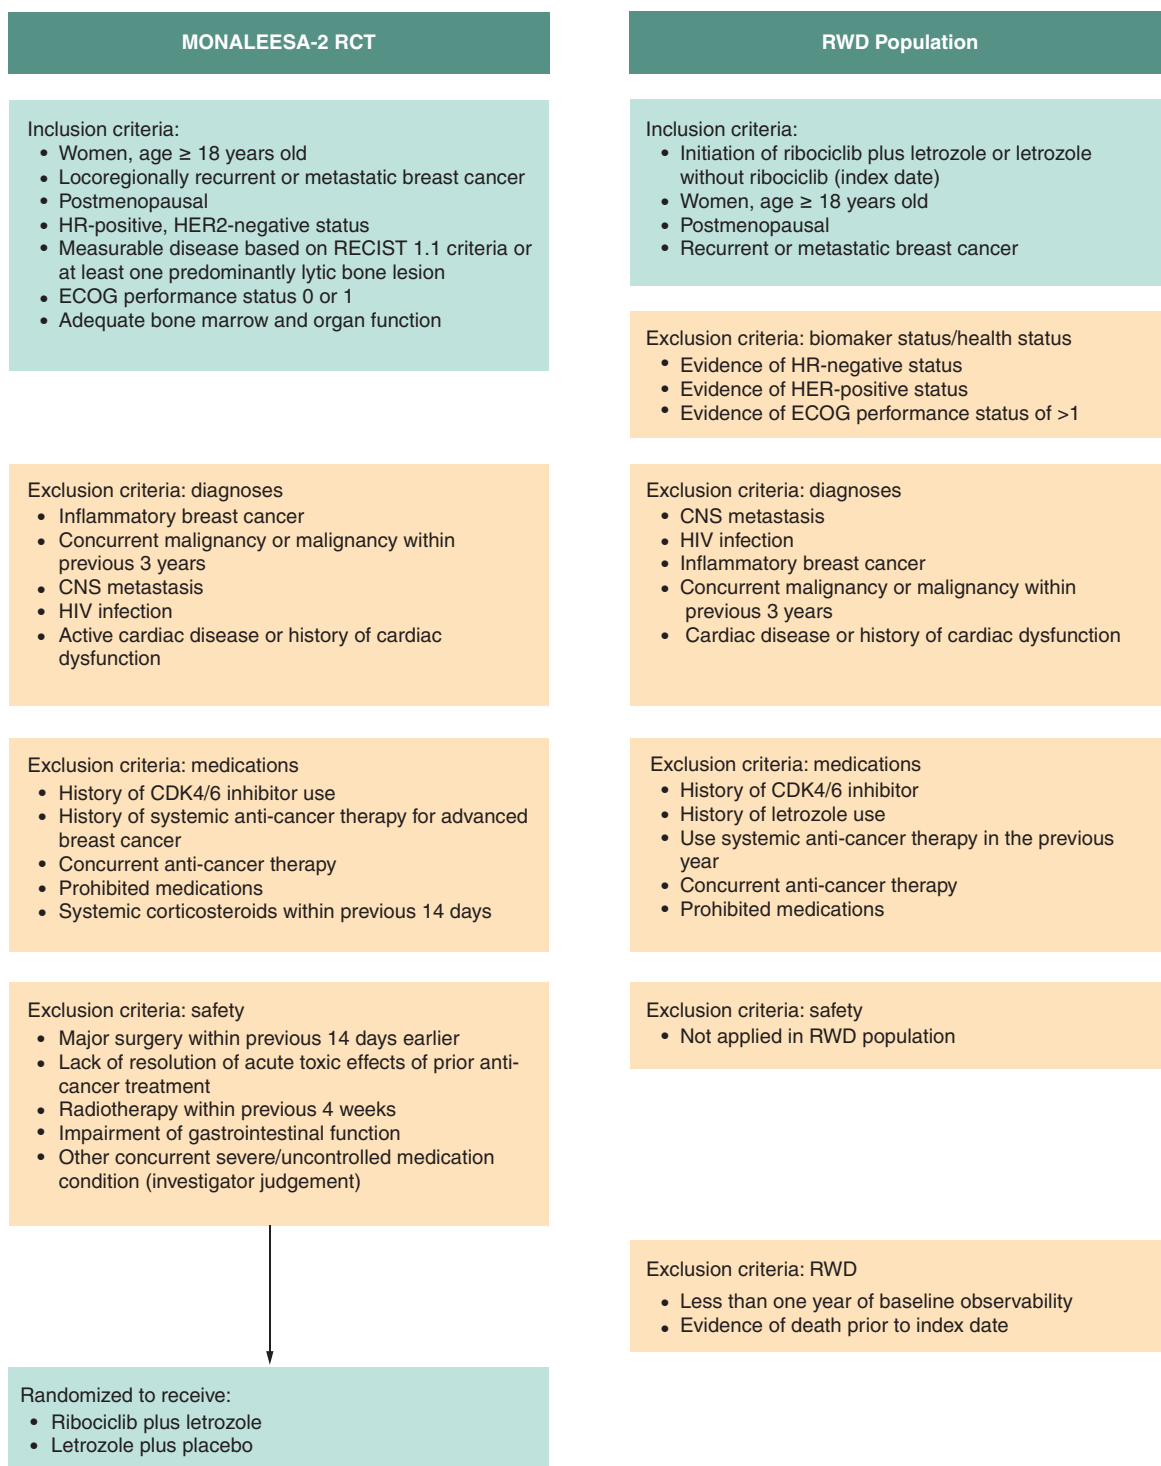 MONALEESA-2 RCT
Inclusion criteria:
• Women, age ≥ 18 years old
• Locoregionally recurrent or metastatic breast cancer
• Postmenopausal
• HR-positive, HER2-negative status
• Measurable disease based on RECIST 1.1 criteria or
at least one predominantly lytic bone lesion
• ECOG performance status 0 or 1
• Adequate bone marrow and organ function
Exclusion criteria: diagnoses
• Inflammatory breast cancer
• Concurrent malignancy or malignancy within
previous 3 years
• CNS metastasis
• HIV infection
• Active cardiac disease or history of cardiac
dysfunction
Exclusion criteria: medications
• History of CDK4/6 inhibitor use
• History of systemic anti-cancer therapy for advanced
breast cancer
• Concurrent anti-cancer therapy
• Prohibited medications
• Systemic corticosteroids within previous 14 days
Exclusion criteria: safety
• Major surgery within previous 14 days earlier
• Lack of resolution of acute toxic effects of prior anti-
cancer treatment
• Radiotherapy within previous 4 weeks
• Impairment of gastrointestinal function
• Other concurrent severe/uncontrolled medication
condition (investigator judgement)
Randomized to receive:
• Ribociclib plus letrozole
• Letrozole plus placebo
RWD Population
Inclusion criteria:
• Initiation of ribociclib plus letrozole or letrozole
without ribociclib (index date)
• Women, age ≥ 18 years old
• Postmenopausal
• Recurrent or metastatic breast cancer
Exclusion criteria: biomaker status/health status
• Evidence of HR-negative status
• Evidence of HER-positive status
• Evidence of ECOG performance status of >1
Exclusion criteria: diagnoses
• CNS metastasis
• HIV infection
• Inflammatory breast cancer
• Concurrent malignancy or malignancy within
previous 3 years
• Cardiac disease or history of cardiac dysfunction
Exclusion criteria: medications
• History of CDK4/6 inhibitor
• History of letrozole use
• Use systemic anti-cancer therapy in the previous
year
• Concurrent anti-cancer therapy
• Prohibited medications
Exclusion criteria: safety
• Not applied in RWD population
Exclusion criteria: RWD
• Less than one year of baseline observability
• Evidence of death prior to index date